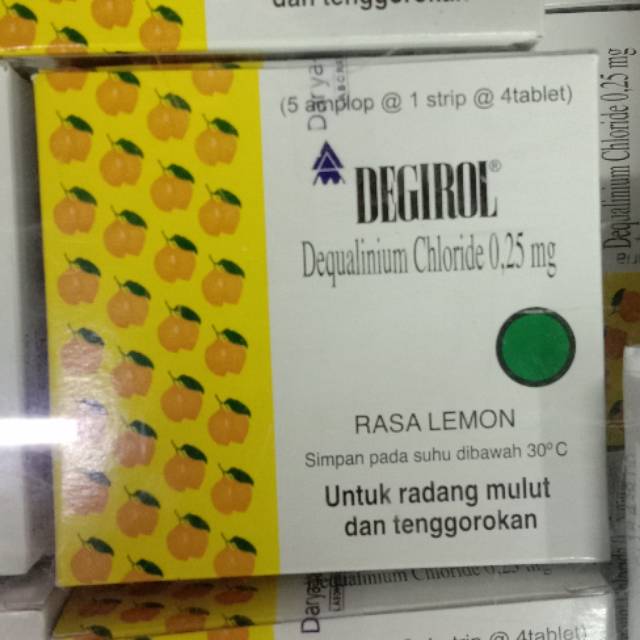 dan tenggorokan
Darya
(5 amplop @ 1 strip @ 4tablet)
DEGIROL®
Dequalinium Chloride 0,25 mg
RASA LEMON
Simpan pada suhu dibawah 30°C
Untuk radang mulut
dan tenggorokan
Dequalinium Chloride 0,25 mg
Dequalinium Chloride 0,25 mg
@ 4tablet)